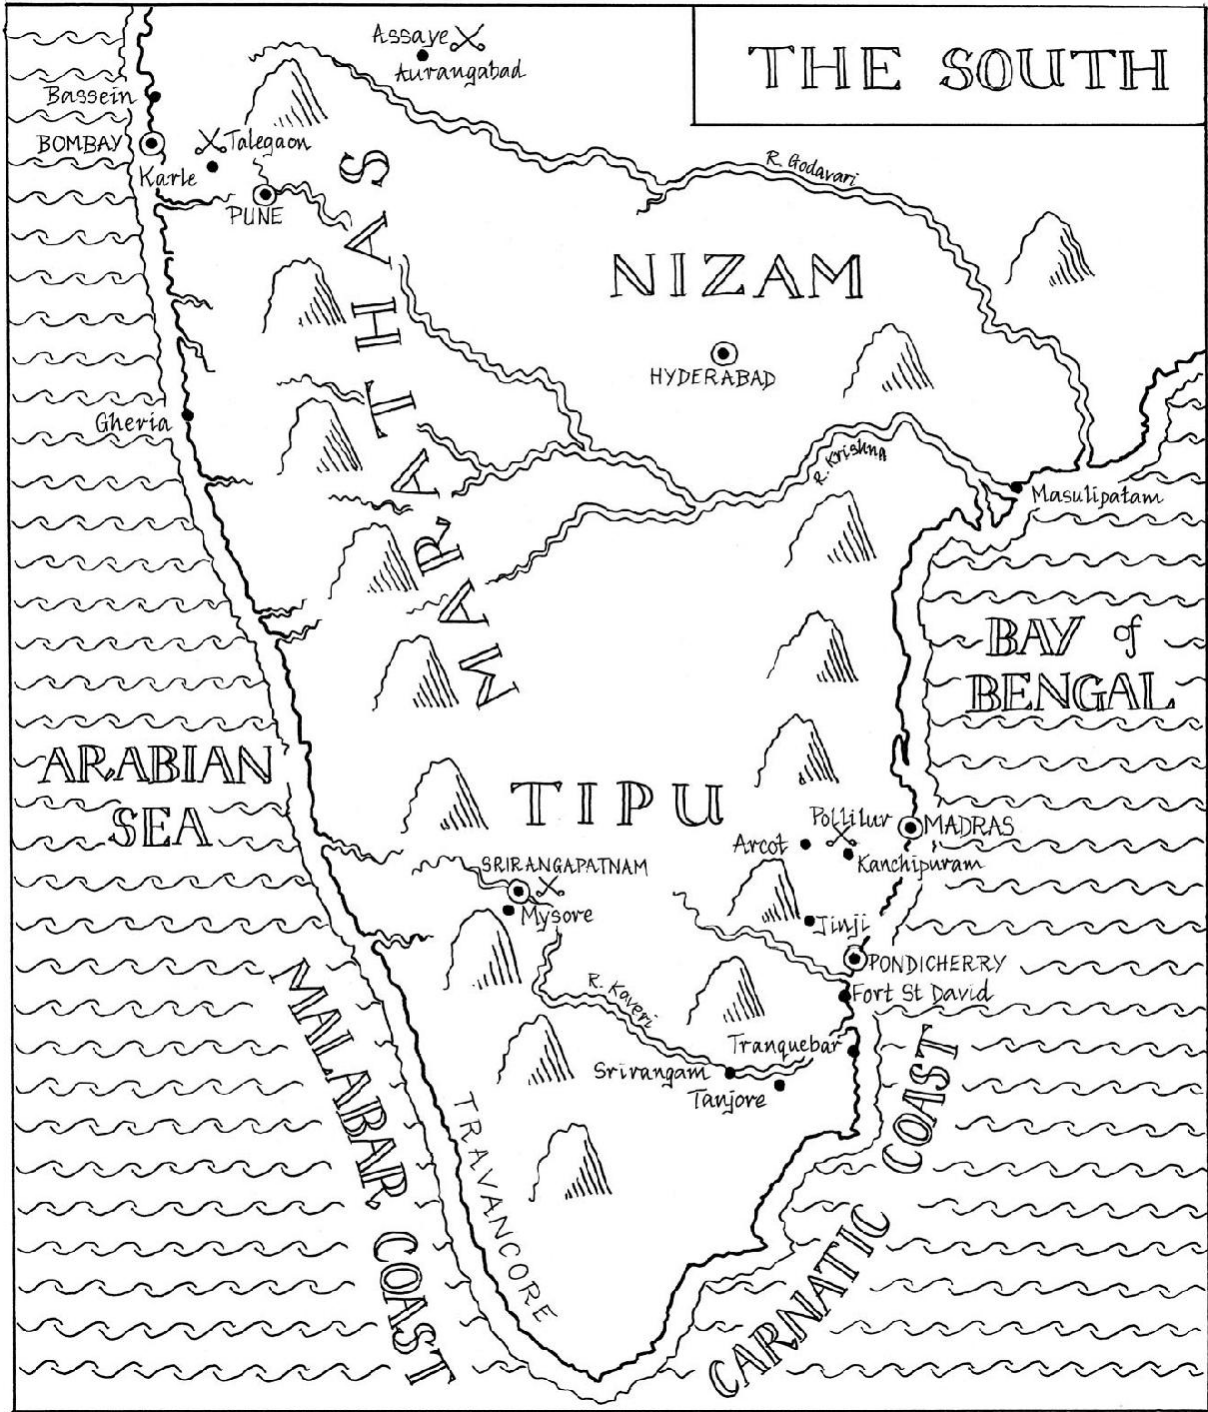 THE SOUTH
Assaye
Aurangabad
Bassein
BOMBAY
Talegaon
Karle
PUNE
R. Godavari
MARATHAS
NIZAM
HYDERABAD
Gheria
R. Krishna
Masulipatam
BAY of
BENGAL
ARABIAN
SEA
TIPU
Pollilur
MADRAS
Arcot
Kanchipuram
SRIRANGAPATNAM
Mysore
Jinji
PONDICHERRY
Fort St David
R. Kaveri
Tranquebar
Srirangam
Tanjore
MALABAR COAST
TRAVANCORE
CARNATIC COAST